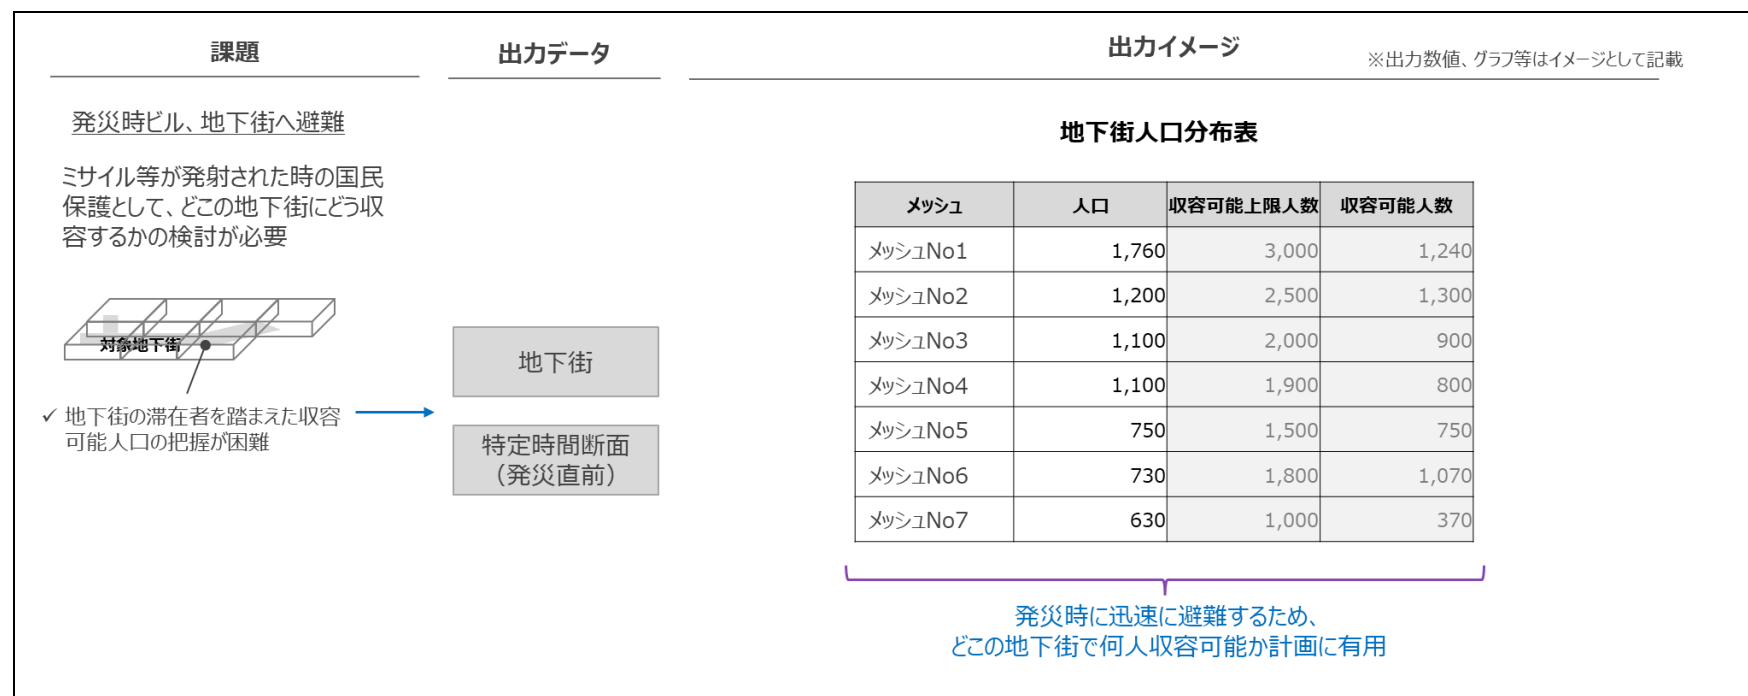 課題
出力データ
出力イメージ
※出力数値、グラフ等はイメージとして記載
発災時ビル、地下街へ避難
ミサイル等が発射された時の国民
保護として、どこの地下街にどう収
容するかの検討が必要
対象地下街
✓ 地下街の滞在者を踏まえた収容
可能人口の把握が困難
地下街
特定時間断面
（発災直前）
地下街人口分布表
メッシュ 人口 収容可能上限人数 収容可能人数
メッシュNo1 1,760 3,000 1,240
メッシュNo2 1,200 2,500 1,300
メッシュNo3 1,100 2,000 900
メッシュNo4 1,100 1,900 800
メッシュNo5 750 1,500 750
メッシュNo6 730 1,800 1,070
メッシュNo7 630 1,000 370
発災時に迅速に避難するため、
どこの地下街で何人収容可能か計画に有用